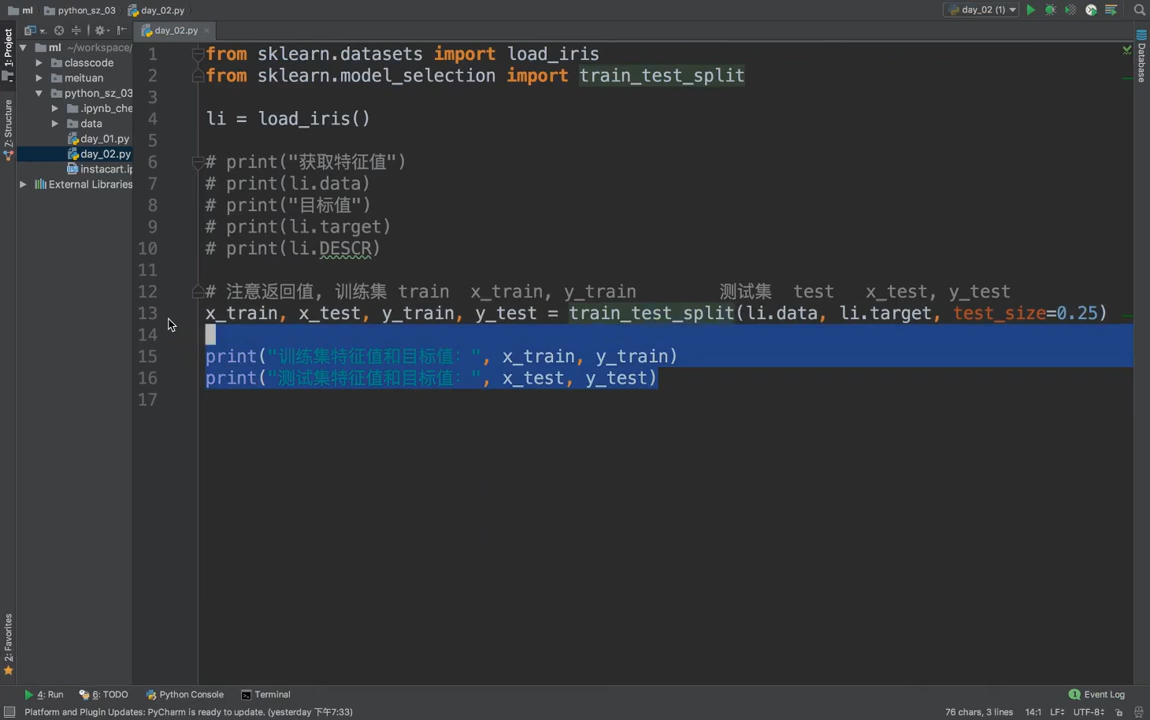 ml
python_sz_03
day_02.py
day_02 (1)
day_02.py
1: Project
Z: Structure
2: Favorites
Database
ml ~/workspace/
classcode
meituan
python_sz_03
.ipynb_che
data
day_01.py
day_02.py
instacart.ip
External Libraries
1 from sklearn.datasets import load_iris
2 from sklearn.model_selection import train_test_split
3
4 li = load_iris()
5
6 # print("获取特征值")
7 # print(li.data)
8 # print("目标值")
9 # print(li.target)
10 # print(li.DESCR)
11
12 # 注意返回值, 训练集 train x_train, y_train 测试集 test x_test, y_test
13 x_train, x_test, y_train, y_test = train_test_split(li.data, li.target, test_size=0.25)
14
15 print("训练集特征值和目标值：", x_train, y_train)
16 print("测试集特征值和目标值：", x_test, y_test)
17
4: Run 6: TODO Python Console Terminal 1 Event Log
Platform and Plugin Updates: PyCharm is ready to update. (yesterday 下午7:33) 76 chars, 3 lines 14:1 LF÷ UTF-8÷